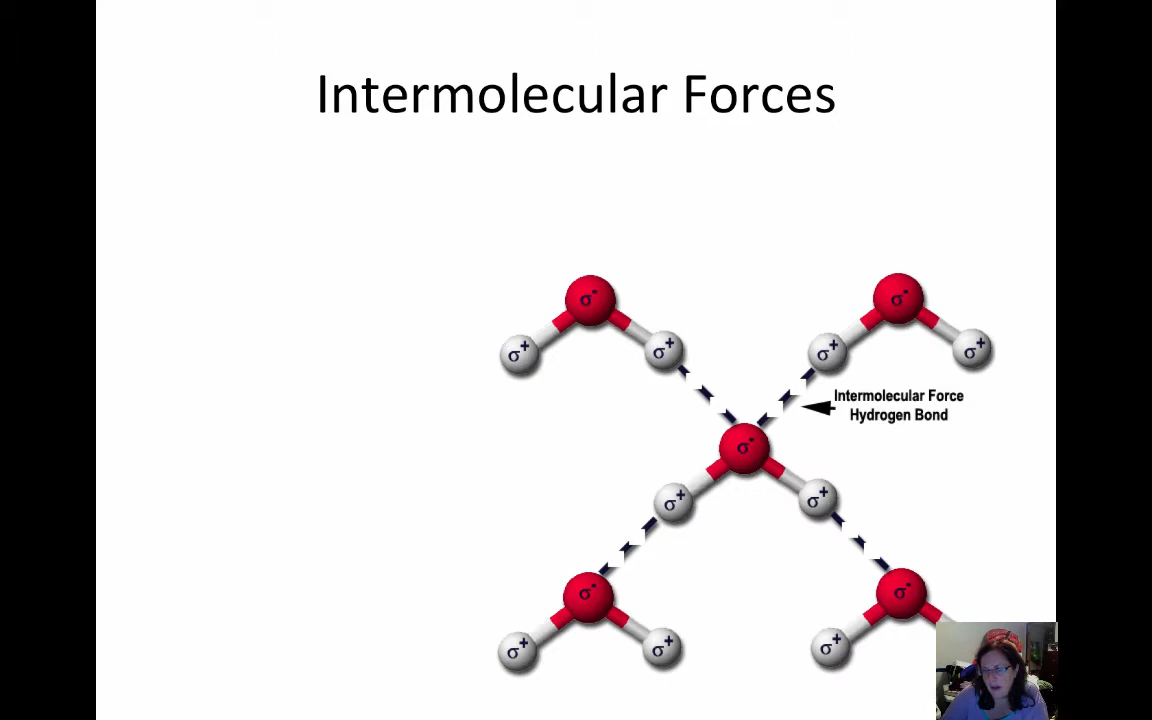 Intermolecular Forces
σ- σ-
σ+ σ+ σ+ σ+
Intermolecular Force
Hydrogen Bond
σ-
σ+ σ+
σ- σ-
σ+ σ+ σ+